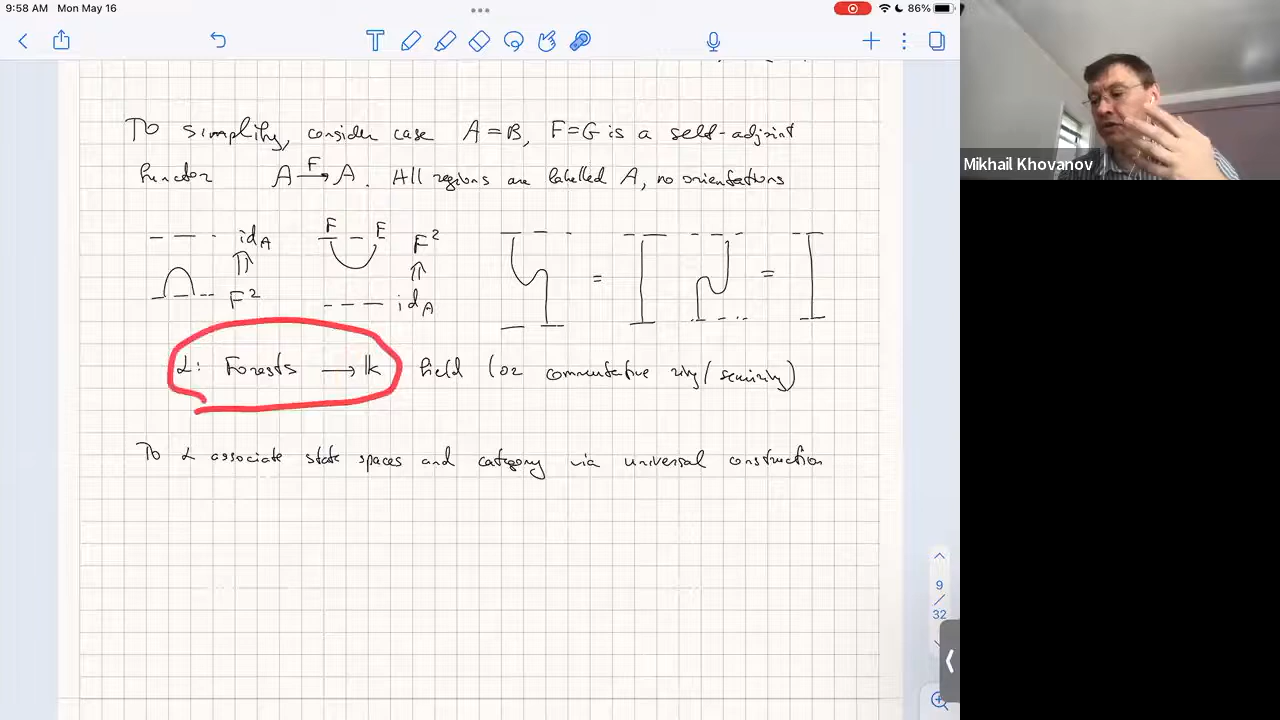 9:58 AM Mon May 16
86%
To simplify, consider case A=B, F=G is a self-adjoint
functor A F→ A. All regions are labelled A, no orientations
id_A F F F²
F² id_A = =
α: Forests → 𝕜 field (or commutative ring/semiring)
To α associate state spaces and category via universal construction
9
/
32
Mikhail Khovanov